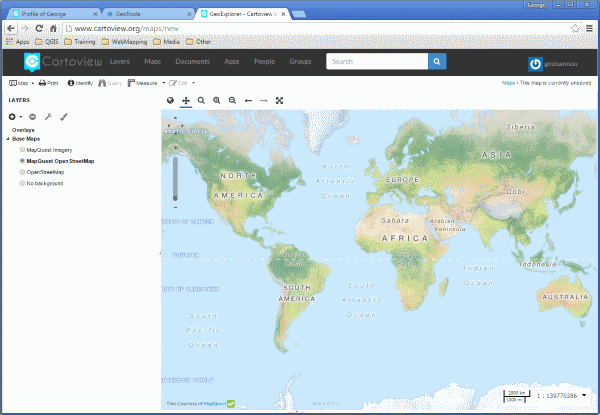 George
Profile of George
GeoNode
GeoExplorer - Cartoview
www.cartoview.org/maps/new
Apps QGIS Training WebMapping Media Other
Cartoview Layers Maps Documents Apps People Groups Search gmioannou
Map Print Identify Query Measure Edit Maps / This map is currently unsaved
LAYERS
Overlays
Base Maps
MapQuest Imagery
MapQuest OpenStreetMap
OpenStreetMap
No background
ARCTIC CIRCLE
Siberia
ASIA
NORTH AMERICA
North Atlantic Ocean
EUROPE
Gobi
Sahara
Arabian Peninsula
AFRICA
TROPIC OF CANCER
EQUATOR
Indonesia
Indian Ocean
SOUTH AMERICA
South Atlantic Ocean
AUSTRALIA
TROPIC OF CAPRICORN
South Pacific Ocean
ANTARCTIC CIRCLE
Tiles Courtesy of MapQuest
2000 km
1000 mi
1 : 139770286